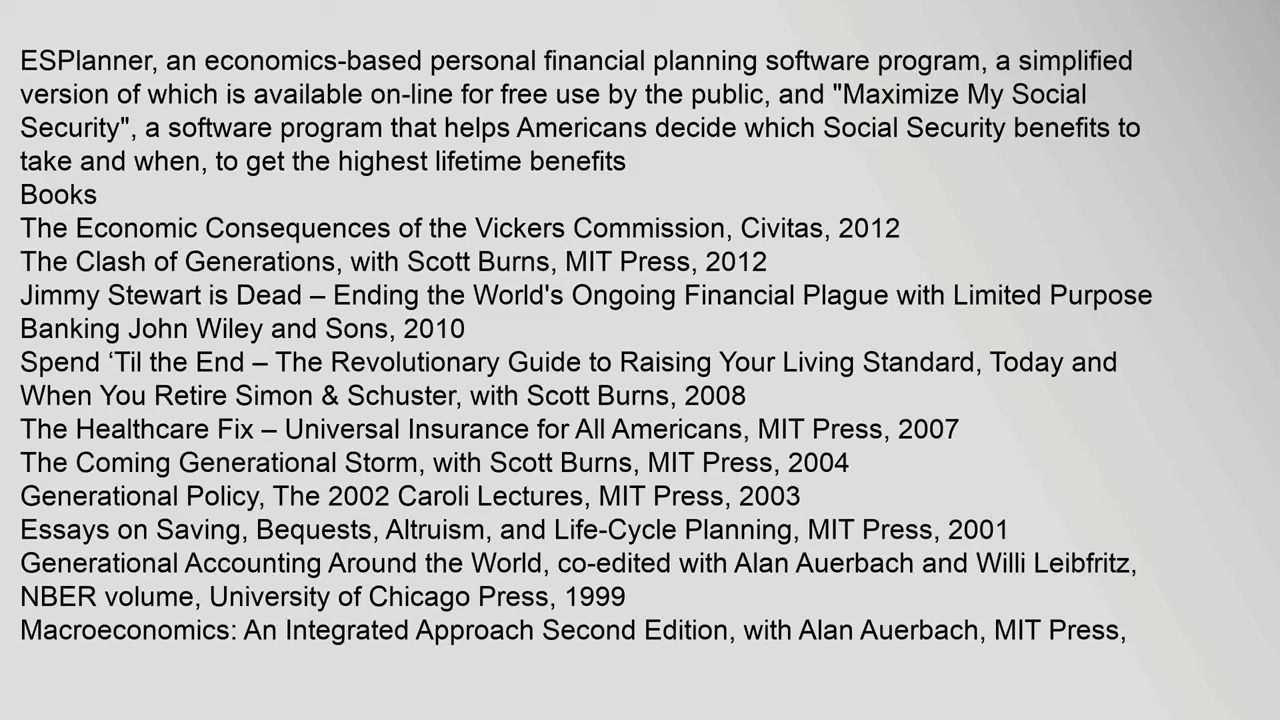 ESPlanner, an economics-based personal financial planning software program, a simplified
version of which is available on-line for free use by the public, and "Maximize My Social
Security", a software program that helps Americans decide which Social Security benefits to
take and when, to get the highest lifetime benefits
Books
The Economic Consequences of the Vickers Commission, Civitas, 2012
The Clash of Generations, with Scott Burns, MIT Press, 2012
Jimmy Stewart is Dead – Ending the World's Ongoing Financial Plague with Limited Purpose
Banking John Wiley and Sons, 2010
Spend ‘Til the End – The Revolutionary Guide to Raising Your Living Standard, Today and
When You Retire Simon & Schuster, with Scott Burns, 2008
The Healthcare Fix – Universal Insurance for All Americans, MIT Press, 2007
The Coming Generational Storm, with Scott Burns, MIT Press, 2004
Generational Policy, The 2002 Caroli Lectures, MIT Press, 2003
Essays on Saving, Bequests, Altruism, and Life-Cycle Planning, MIT Press, 2001
Generational Accounting Around the World, co-edited with Alan Auerbach and Willi Leibfritz,
NBER volume, University of Chicago Press, 1999
Macroeconomics: An Integrated Approach Second Edition, with Alan Auerbach, MIT Press,